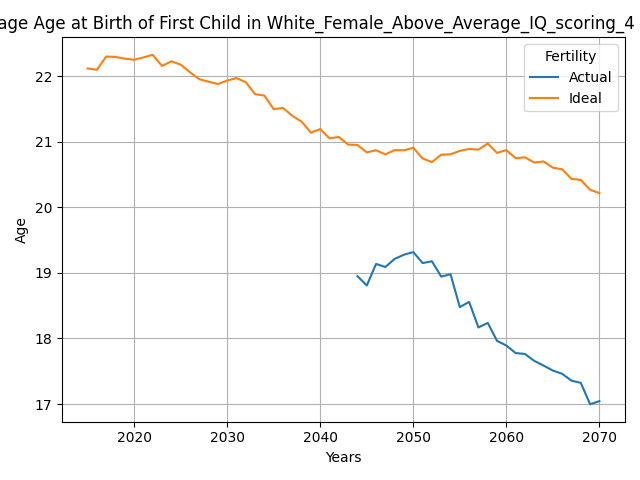 age Age at Birth of First Child in White_Female_Above_Average_IQ_scoring_4
Fertility
Actual
Ideal
22
21
20
19
18
17
Age
2020 2030 2040 2050 2060 2070
Years